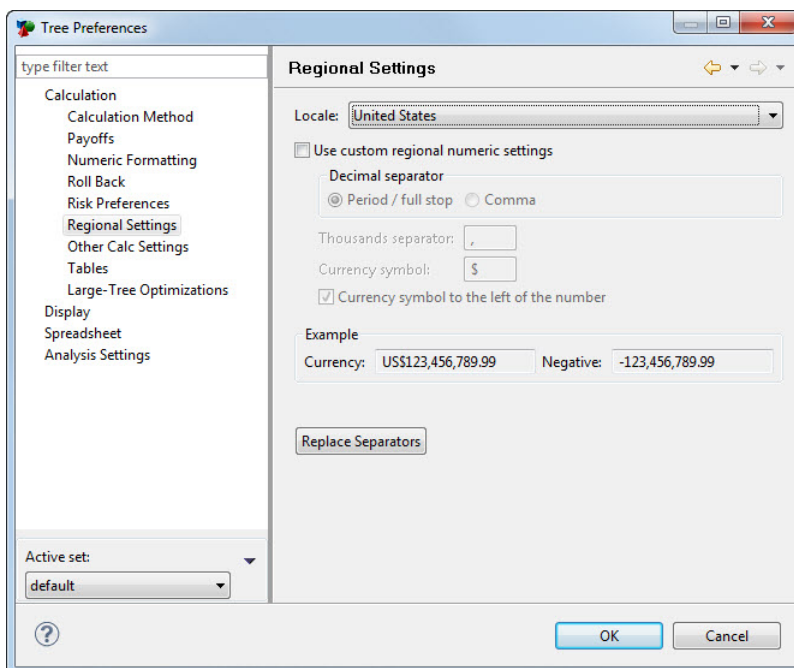 Tree Preferences
type filter text
Calculation
Calculation Method
Payoffs
Numeric Formatting
Roll Back
Risk Preferences
Regional Settings
Other Calc Settings
Tables
Large-Tree Optimizations
Display
Spreadsheet
Analysis Settings
Active set:
default
Regional Settings
Locale: United States
Use custom regional numeric settings
Decimal separator
Period / full stop Comma
Thousands separator: ,
Currency symbol: $
Currency symbol to the left of the number
Example
Currency: US$123,456,789.99 Negative: -123,456,789.99
Replace Separators
? OK Cancel